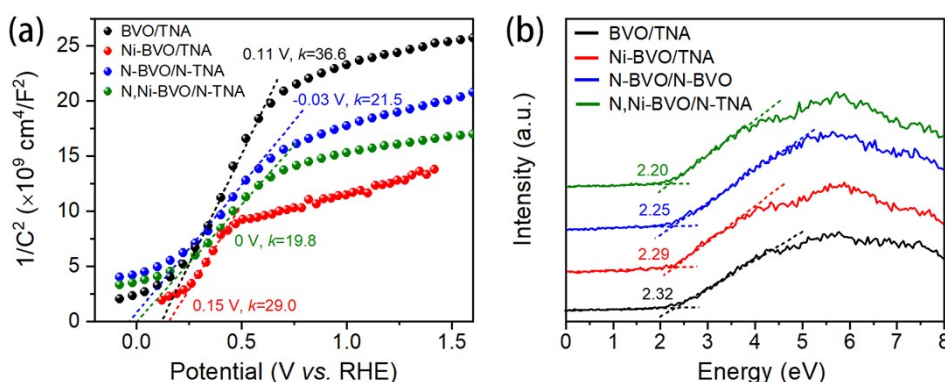 (a)
BVO/TNA
Ni-BVO/TNA
N-BVO/N-TNA
N,Ni-BVO/N-TNA
0.11 V, k=36.6
-0.03 V, k=21.5
0 V, k=19.8
0.15 V, k=29.0
25
20
15
10
5
0
0.0 0.5 1.0 1.5
1/C² (×10⁹ cm⁴/F²)
Potential (V vs. RHE)
(b)
BVO/TNA
Ni-BVO/TNA
N-BVO/N-BVO
N,Ni-BVO/N-TNA
2.20
2.25
2.29
2.32
0 1 2 3 4 5 6 7 8
Intensity (a.u.)
Energy (eV)